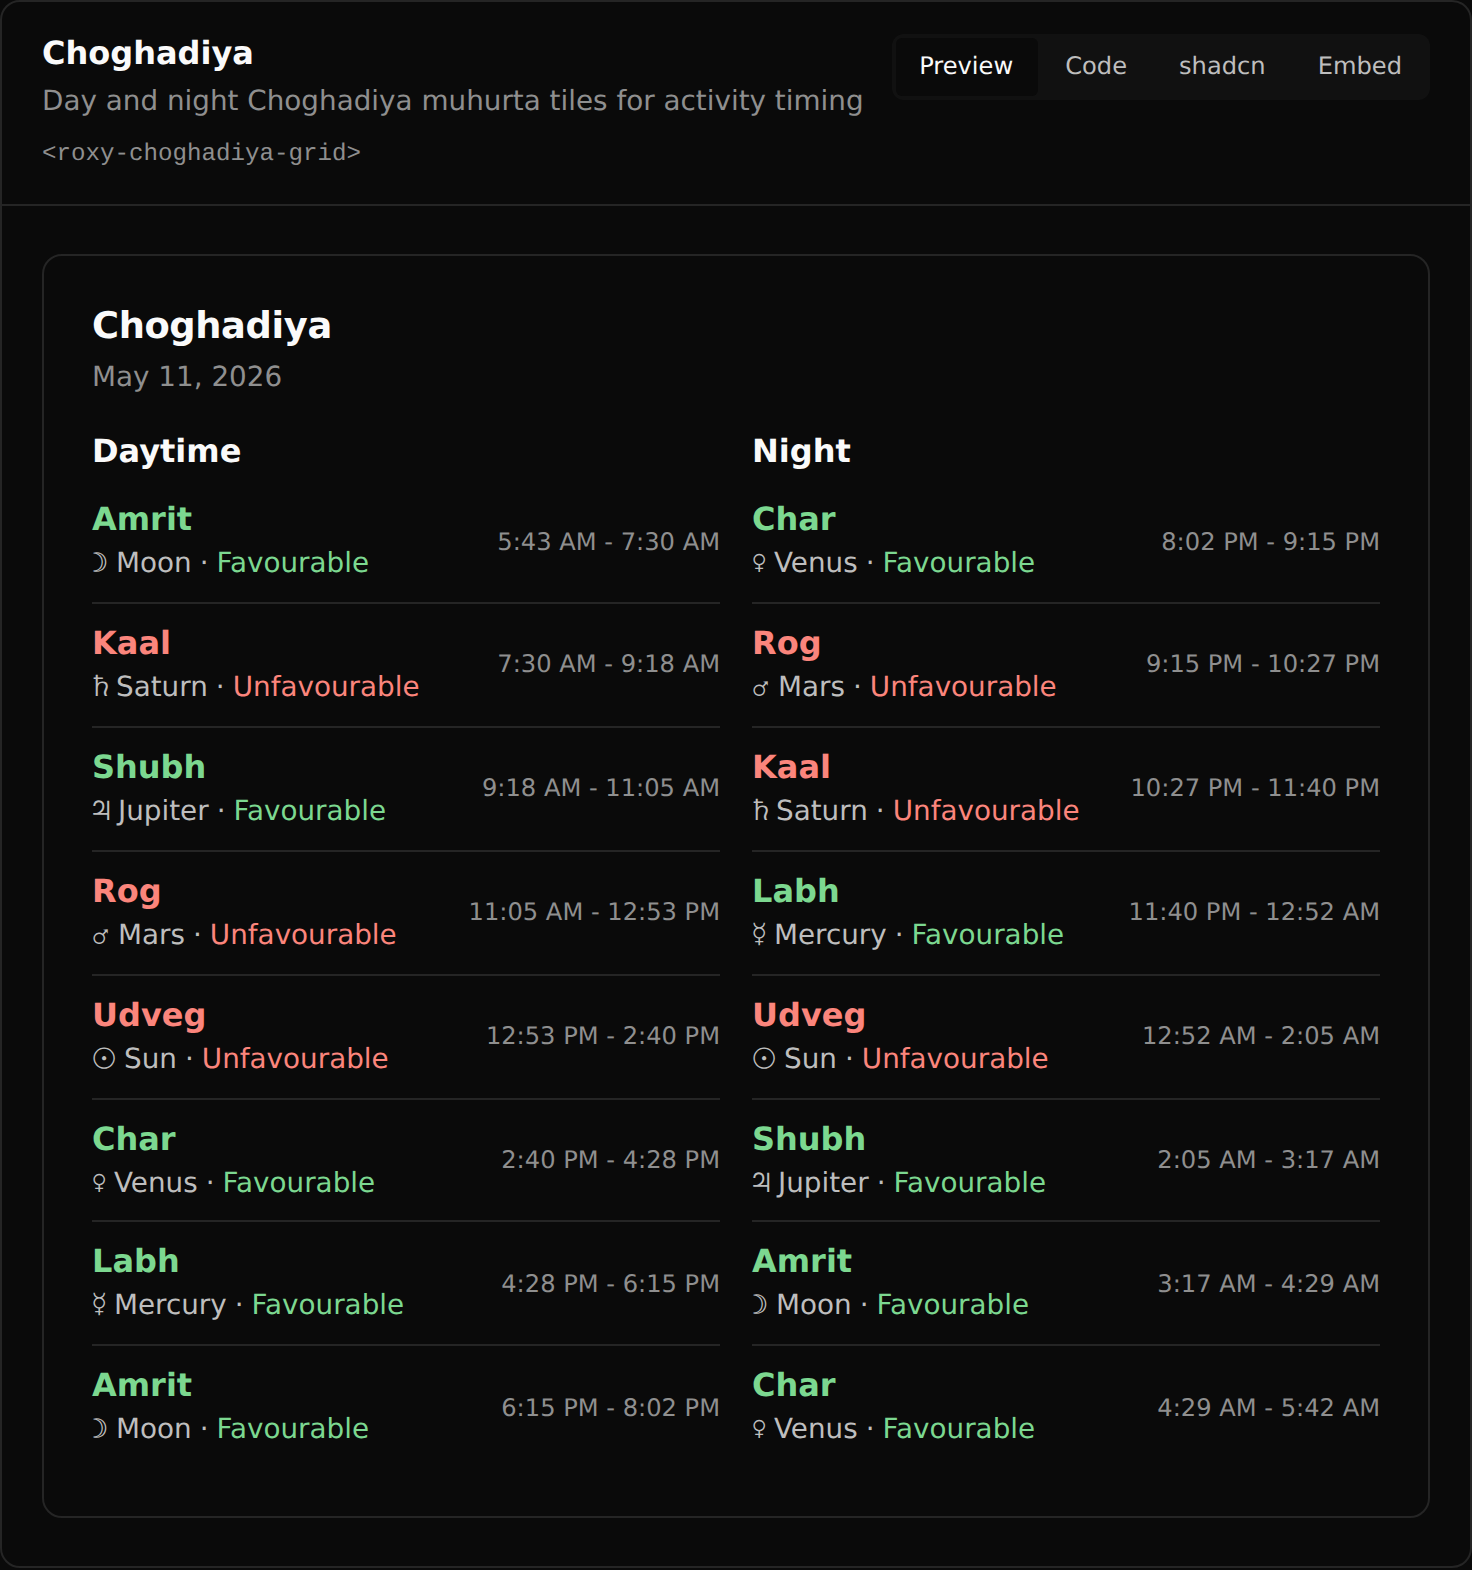 Choghadiya
Day and night Choghadiya muhurta tiles for activity timing
<roxy-choghadiya-grid>
Preview Code shadcn Embed
Choghadiya
May 11, 2026
Daytime
Amrit
☽ Moon · Favourable
5:43 AM - 7:30 AM
Kaal
♄ Saturn · Unfavourable
7:30 AM - 9:18 AM
Shubh
♃ Jupiter · Favourable
9:18 AM - 11:05 AM
Rog
♂ Mars · Unfavourable
11:05 AM - 12:53 PM
Udveg
☉ Sun · Unfavourable
12:53 PM - 2:40 PM
Char
♀ Venus · Favourable
2:40 PM - 4:28 PM
Labh
☿ Mercury · Favourable
4:28 PM - 6:15 PM
Amrit
☽ Moon · Favourable
6:15 PM - 8:02 PM
Night
Char
♀ Venus · Favourable
8:02 PM - 9:15 PM
Rog
♂ Mars · Unfavourable
9:15 PM - 10:27 PM
Kaal
♄ Saturn · Unfavourable
10:27 PM - 11:40 PM
Labh
☿ Mercury · Favourable
11:40 PM - 12:52 AM
Udveg
☉ Sun · Unfavourable
12:52 AM - 2:05 AM
Shubh
♃ Jupiter · Favourable
2:05 AM - 3:17 AM
Amrit
☽ Moon · Favourable
3:17 AM - 4:29 AM
Char
♀ Venus · Favourable
4:29 AM - 5:42 AM